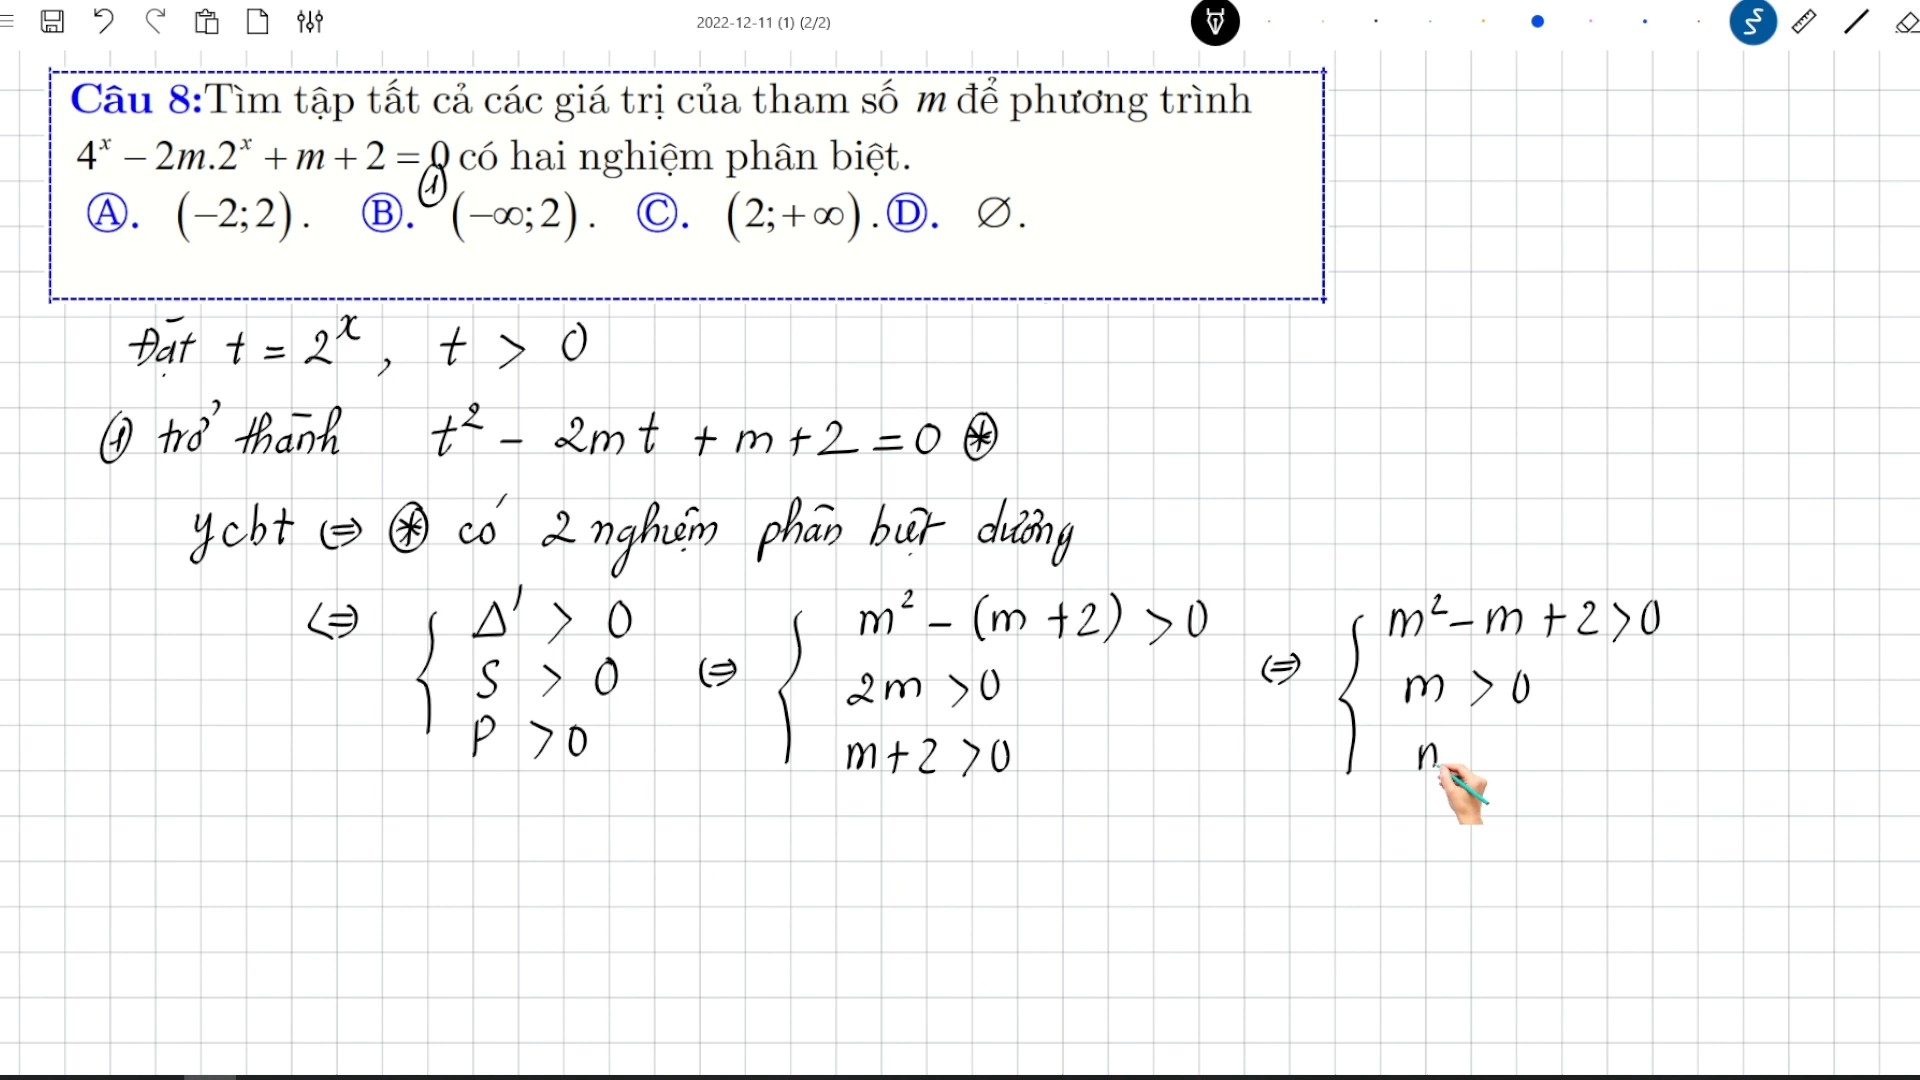 2022-12-11 (1) (2/2)
Câu 8:Tìm tập tất cả các giá trị của tham số m để phương trình
4^x − 2m.2^x + m + 2 = 0 có hai nghiệm phân biệt.
①
Ⓐ. (−2;2). Ⓑ. (−∞;2). Ⓒ. (2;+∞). Ⓓ. ∅.
Đặt t = 2^x, t > 0
① trở thành t² − 2mt + m + 2 = 0 ⊛
ycbt ⇔ ⊛ có 2 nghiệm phân biệt dương
⇔ { Δ' > 0 ⇔ { m² − (m + 2) > 0 ⇔ { m² − m + 2 > 0
S > 0 2m > 0 m > 0
P > 0 m + 2 > 0 n